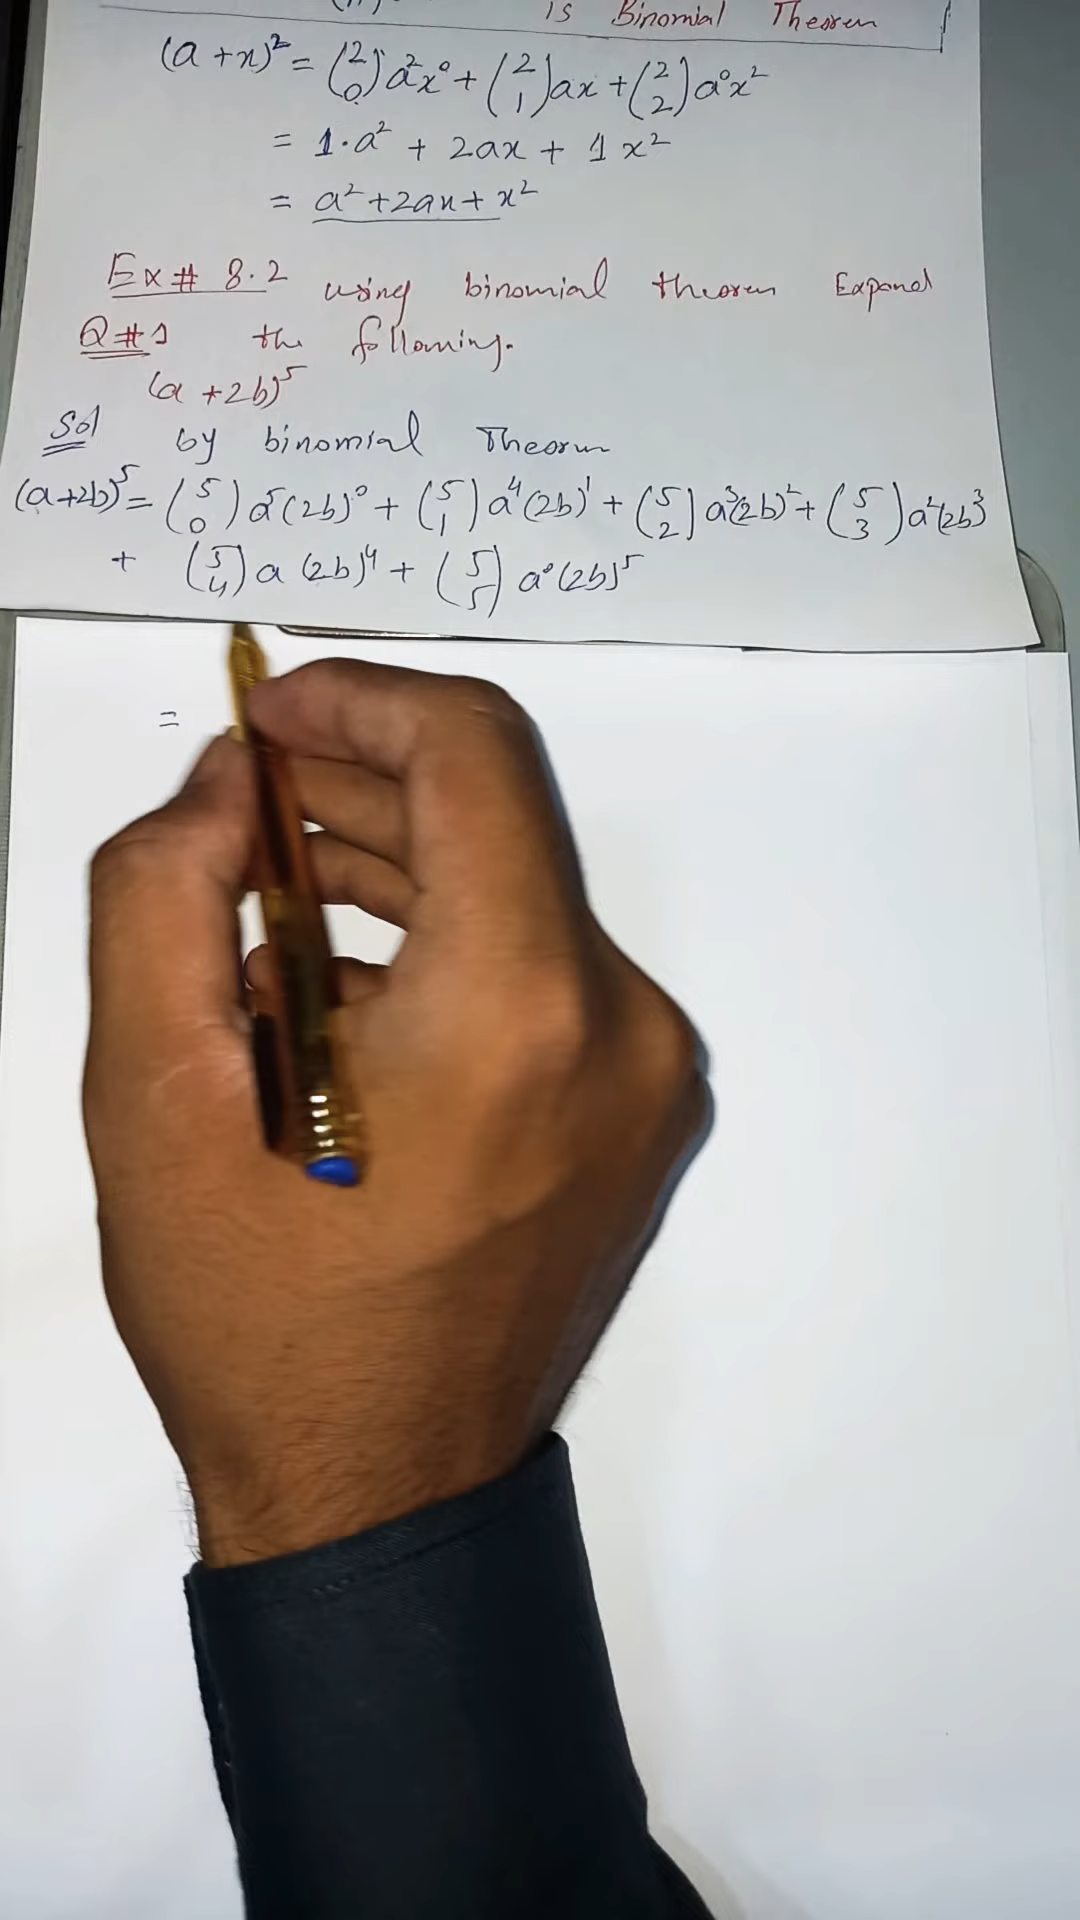 is Binomial Theorem
(a+x)² = (2 0)a²x⁰ + (2 1)ax + (2 2)a⁰x²
= 1·a² + 2ax + 1x²
= a²+2ax+x²
Ex# 8.2 using binomial theorem Expand
Q#1 the following.
(a+2b)⁵
Sol by binomial Theorem
(a+2b)⁵ = (5 0)a⁵(2b)⁰ + (5 1)a⁴(2b)¹ + (5 2)a³(2b)² + (5 3)a²(2b)³
+ (5 4)a(2b)⁴ + (5 5)a⁰(2b)⁵
=